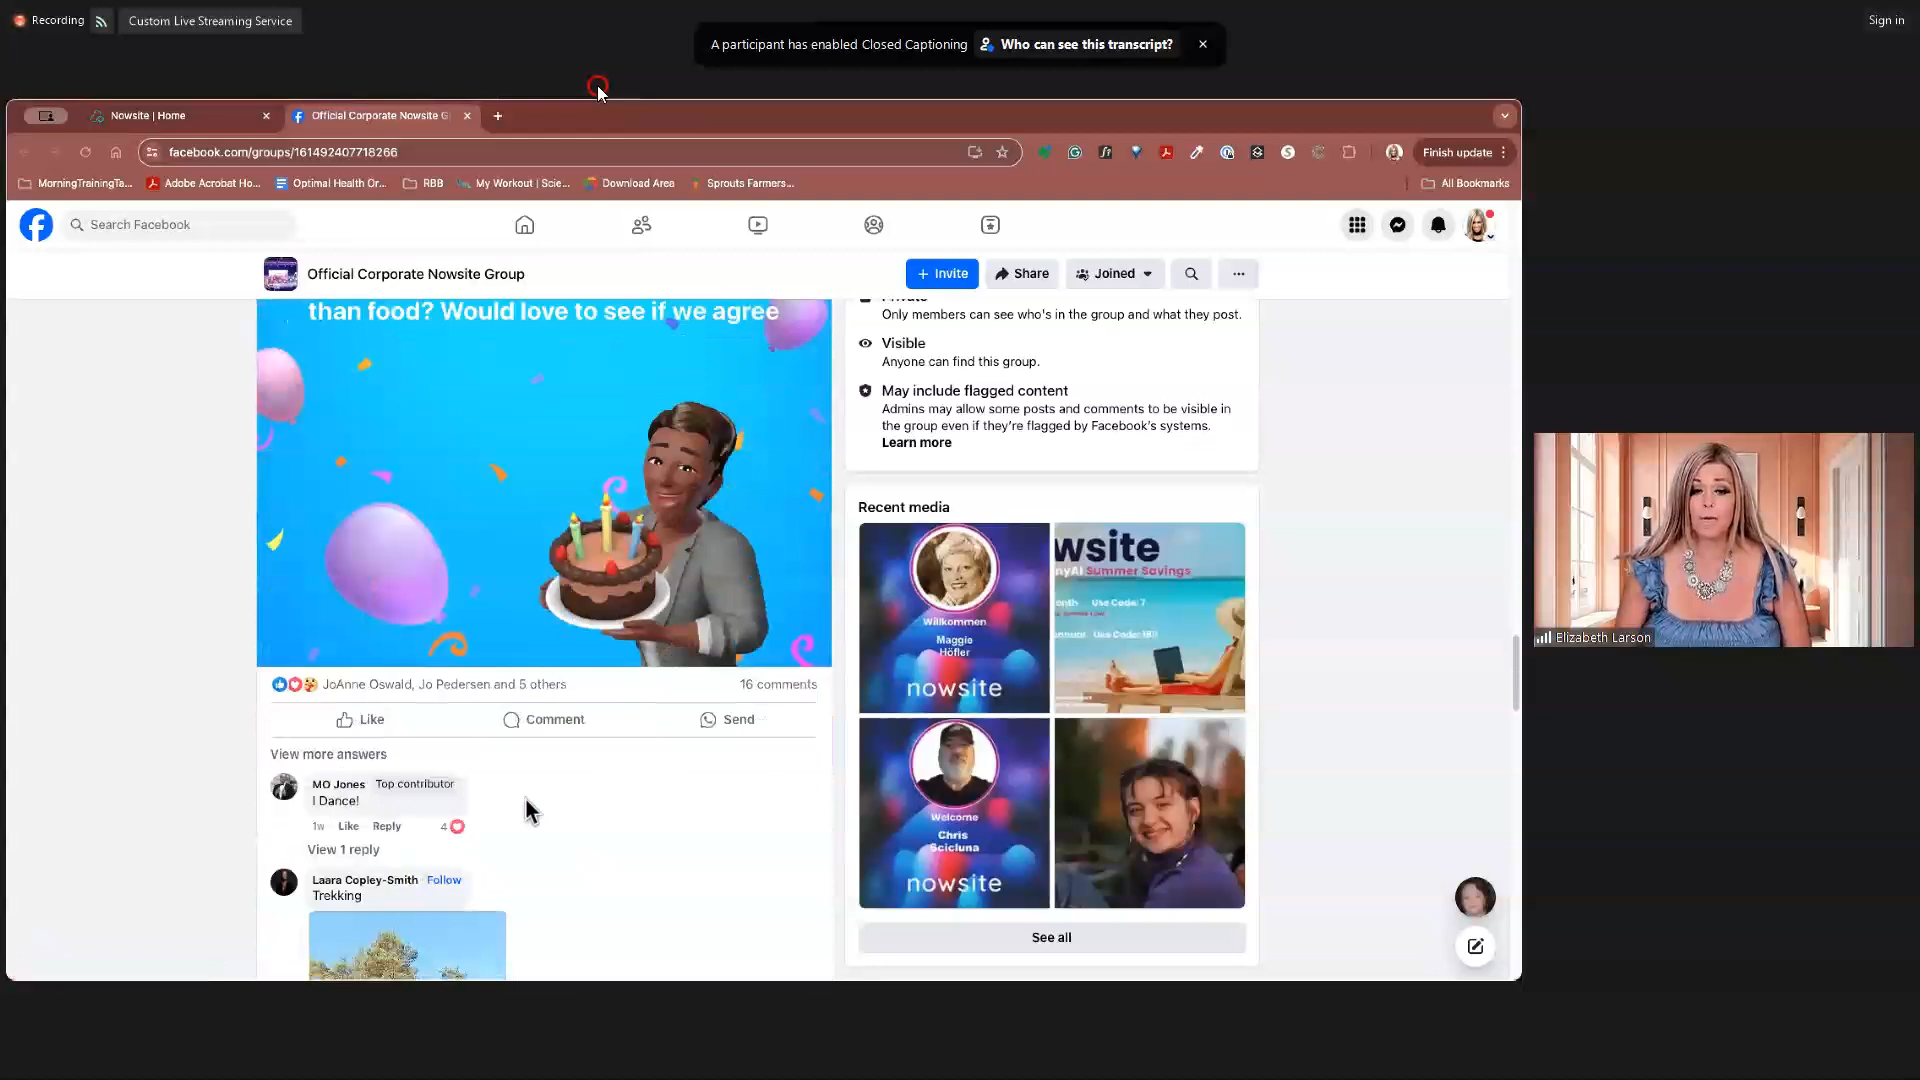 Recording
Custom Live Streaming Service
A participant has enabled Closed Captioning
Who can see this transcript?
Sign in
Nowsite | Home
Official Corporate Nowsite G
facebook.com/groups/161492407718266
Finish update
MorningTrainingTa...
Adobe Acrobat Ho...
Optimal Health Or...
RBB
My Workout | Scie...
Download Area
Sprouts Farmers...
All Bookmarks
Search Facebook
Official Corporate Nowsite Group
+ Invite
Share
Joined
than food? Would love to see if we agree
JoAnne Oswald, Jo Pedersen and 5 others
16 comments
Like
Comment
Send
View more answers
MO Jones
Top contributor
I Dance!
1w
Like
Reply
4
View 1 reply
Laara Copley-Smith
Follow
Trekking
Private
Only members can see who's in the group and what they post.
Visible
Anyone can find this group.
May include flagged content
Admins may allow some posts and comments to be visible in
the group even if they're flagged by Facebook's systems.
Learn more
Recent media
Willkommen
Maggie
Höfler
nowsite
wsite
nyAI Summer Savings
Use Code: 7
Welcome
Chris
Scicluna
nowsite
See all
Elizabeth Larson